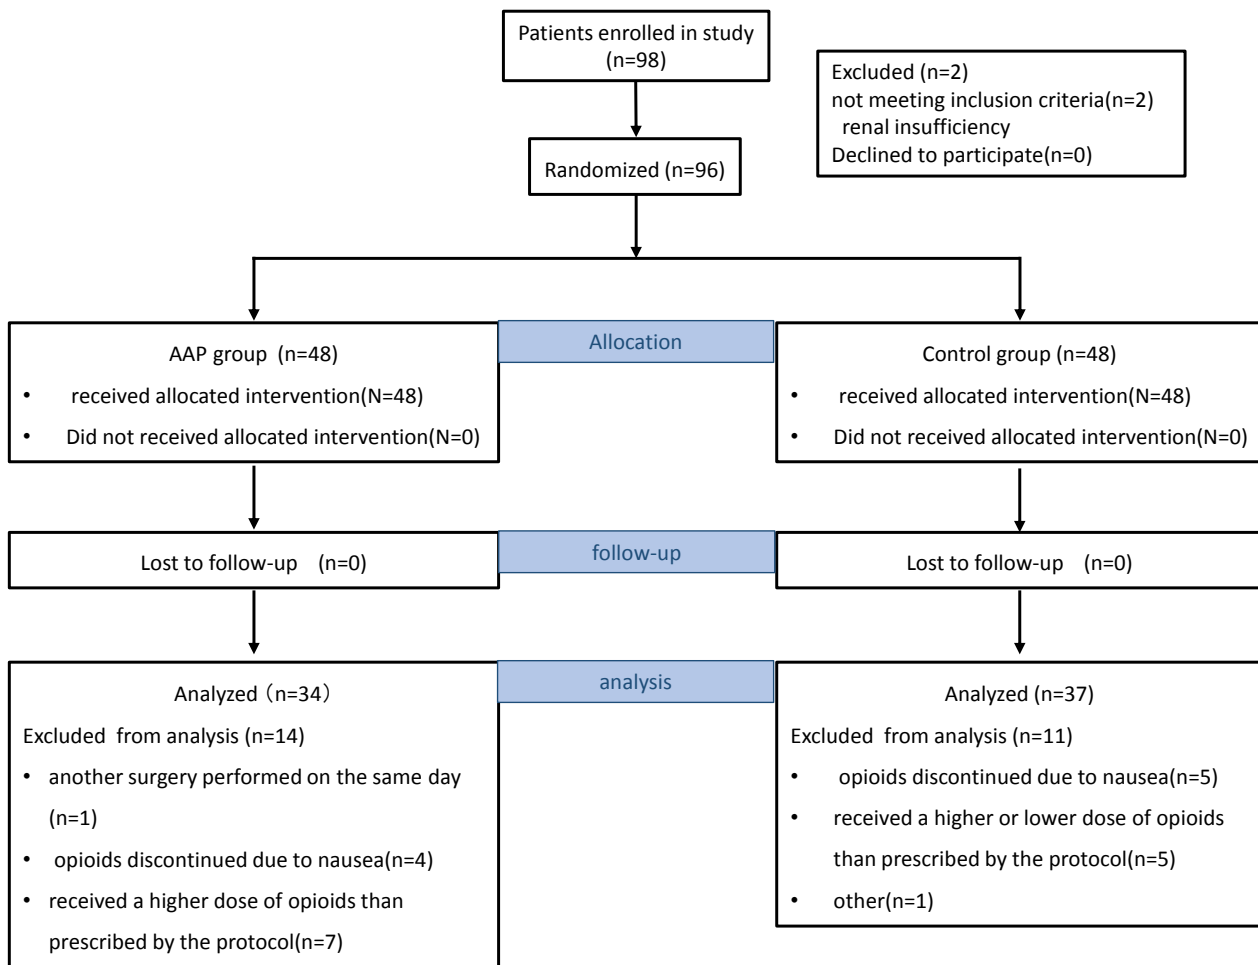 Patients enrolled in study
(n=98)
Excluded (n=2)
not meeting inclusion criteria(n=2)
renal insufficiency
Declined to participate(n=0)
Randomized (n=96)
AAP group (n=48)
• received allocated intervention(N=48)
• Did not received allocated intervention(N=0)
Allocation
Control group (n=48)
• received allocated intervention(N=48)
• Did not received allocated intervention(N=0)
Lost to follow-up (n=0)
follow-up
Lost to follow-up (n=0)
Analyzed（n=34）
Excluded from analysis (n=14)
• another surgery performed on the same day
(n=1)
• opioids discontinued due to nausea(n=4)
• received a higher dose of opioids than
prescribed by the protocol(n=7)
analysis
Analyzed (n=37)
Excluded from analysis (n=11)
• opioids discontinued due to nausea(n=5)
• received a higher or lower dose of opioids
than prescribed by the protocol(n=5)
• other(n=1)